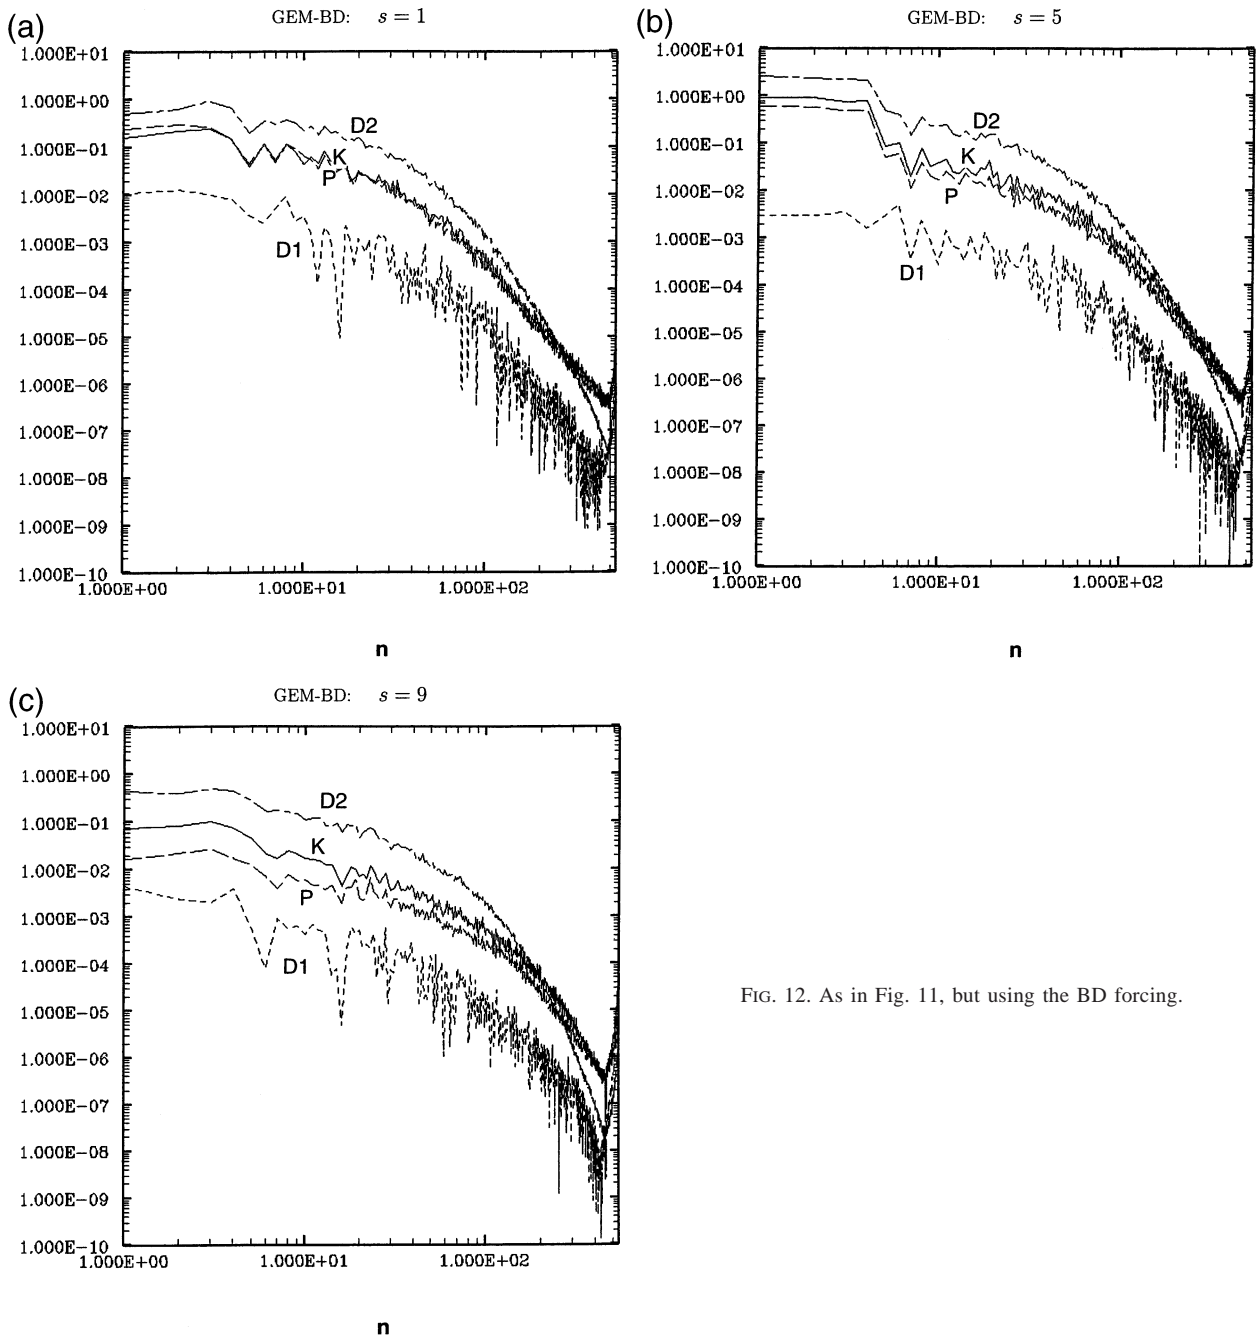 (a)
GEM-BD: s = 1
1.000E+01
1.000E+00
1.000E−01
1.000E−02
1.000E−03
1.000E−04
1.000E−05
1.000E−06
1.000E−07
1.000E−08
1.000E−09
1.000E−10
D2
K
P
D1
1.000E+00 1.000E+01 1.000E+02
n
(b)
GEM-BD: s = 5
1.000E+01
1.000E+00
1.000E−01
1.000E−02
1.000E−03
1.000E−04
1.000E−05
1.000E−06
1.000E−07
1.000E−08
1.000E−09
1.000E−10
D2
K
P
D1
1.000E+00 1.000E+01 1.000E+02
n
(c)
GEM-BD: s = 9
1.000E+01
1.000E+00
1.000E−01
1.000E−02
1.000E−03
1.000E−04
1.000E−05
1.000E−06
1.000E−07
1.000E−08
1.000E−09
1.000E−10
D2
K
P
D1
1.000E+00 1.000E+01 1.000E+02
n
FIG. 12. As in Fig. 11, but using the BD forcing.